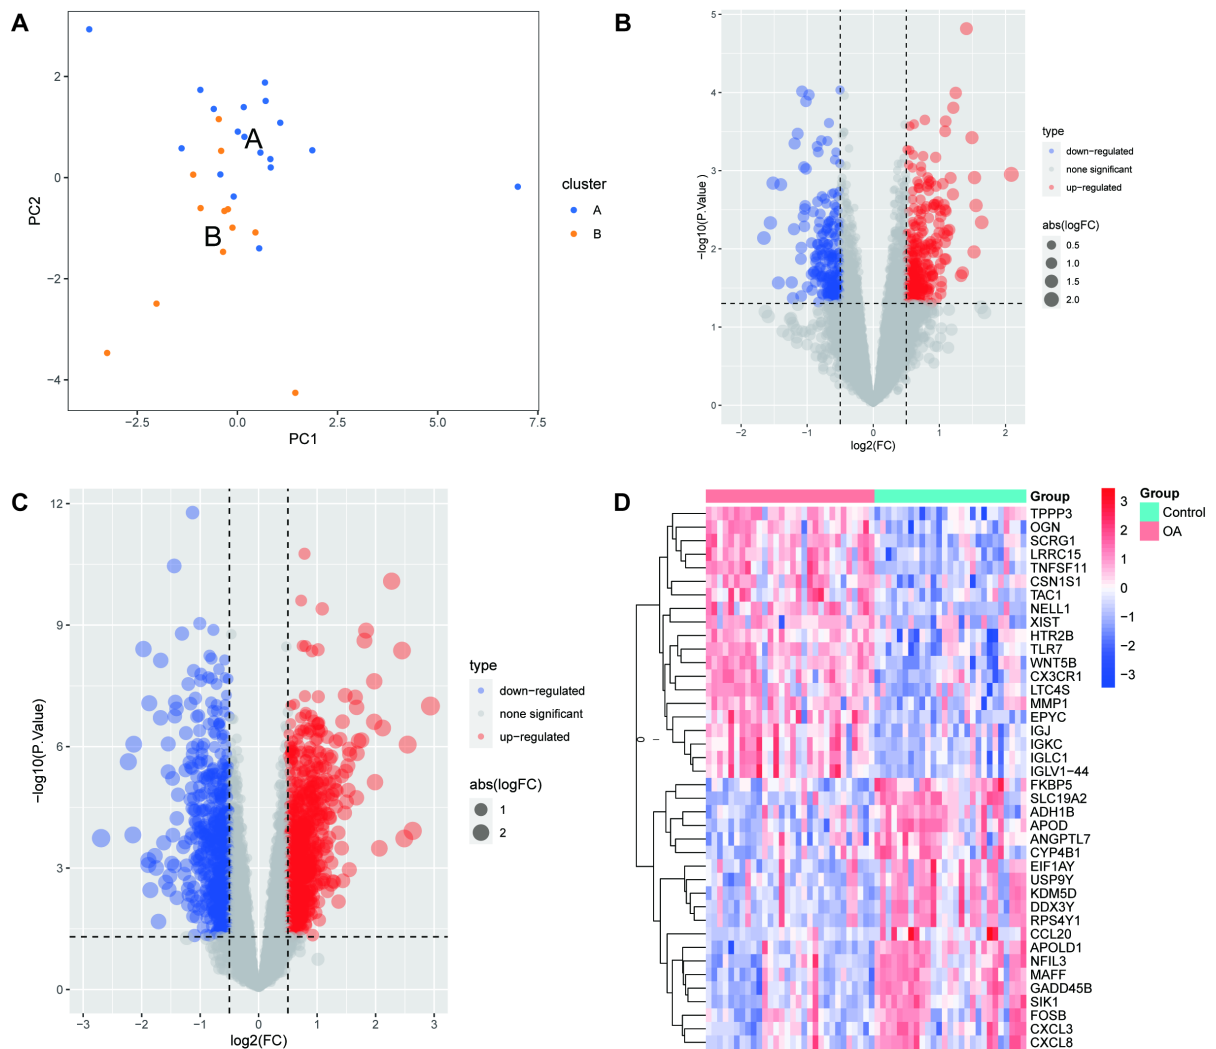 A
2
0
−2
−4
PC2
−2.5
0.0
2.5
5.0
7.5
PC1
A
B
cluster
A
B
B
5
4
3
2
1
0
−log10(P.Value )
−2
−1
0
1
2
log2(FC)
type
down−regulated
none significant
up−regulated
abs(logFC)
0.5
1.0
1.5
2.0
C
12
9
6
3
0
−log10(P.Value)
−3
−2
−1
0
1
2
3
log2(FC)
type
down−regulated
none significant
up−regulated
abs(logFC)
1
2
D
Group
TPPP3
OGN
SCRG1
LRRC15
TNFSF11
CSN1S1
TAC1
NELL1
XIST
HTR2B
TLR7
WNT5B
CX3CR1
LTC4S
MMP1
EPYC
IGJ
IGKC
IGLC1
IGLV1−44
FKBP5
SLC19A2
ADH1B
APOD
ANGPTL7
CYP4B1
EIF1AY
USP9Y
KDM5D
DDX3Y
RPS4Y1
CCL20
APOLD1
NFIL3
MAFF
GADD45B
SIK1
FOSB
CXCL3
CXCL8
0
3
2
1
0
−1
−2
−3
Group
Control
OA